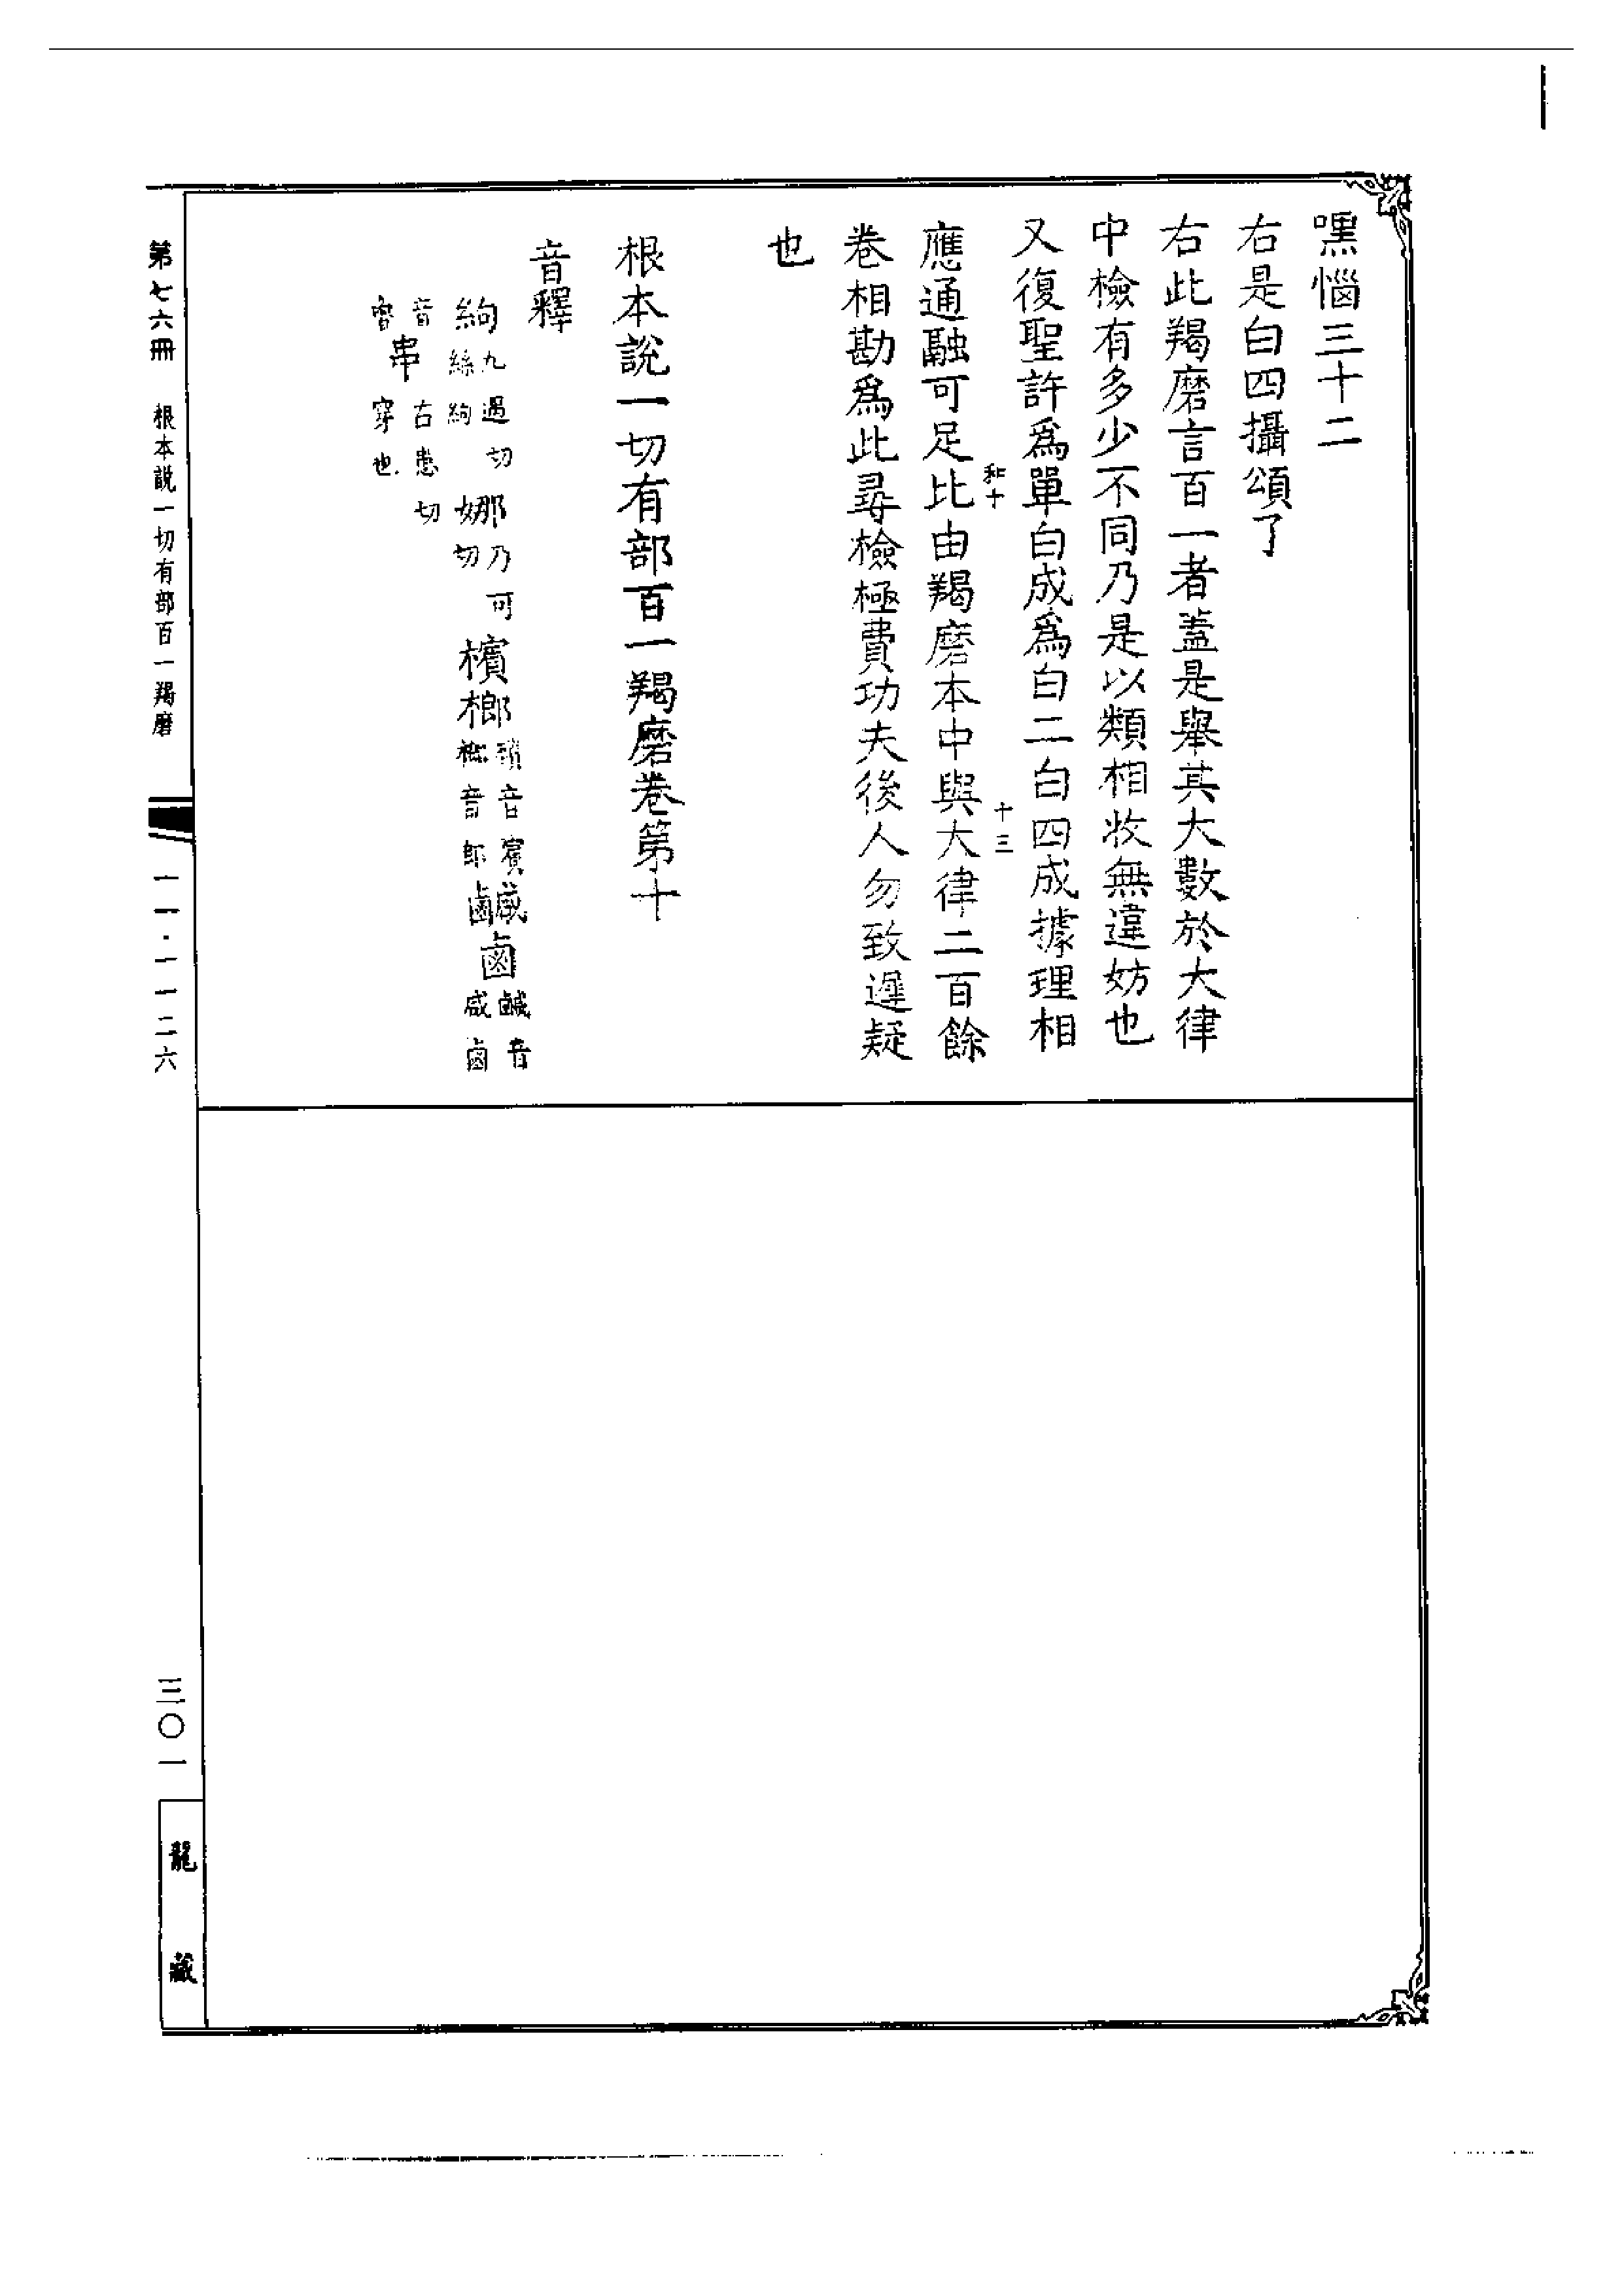 嘿惱三十二
右是白四攝頌了
右此羯磨言百一者葢是舉其大數於大律
中檢有多少不同乃是以類相收無違妨也
又復聖許爲單白成爲白二白四成據理相
和十
十三
應通融可足比由羯磨本中與大律二百餘
卷相勘爲此尋檢極費功夫後人勿致遲疑
也
根本說一切有部百一羯磨卷第十
音釋
絇九遇切絲絇 娜乃可切 檳榔檳音賓榔音郎 鹹鹵鹹音咸鹵
音 串古患切穿也
第七六冊 根本說一切有部百一羯磨
一一·一一二六
三〇一
龍藏